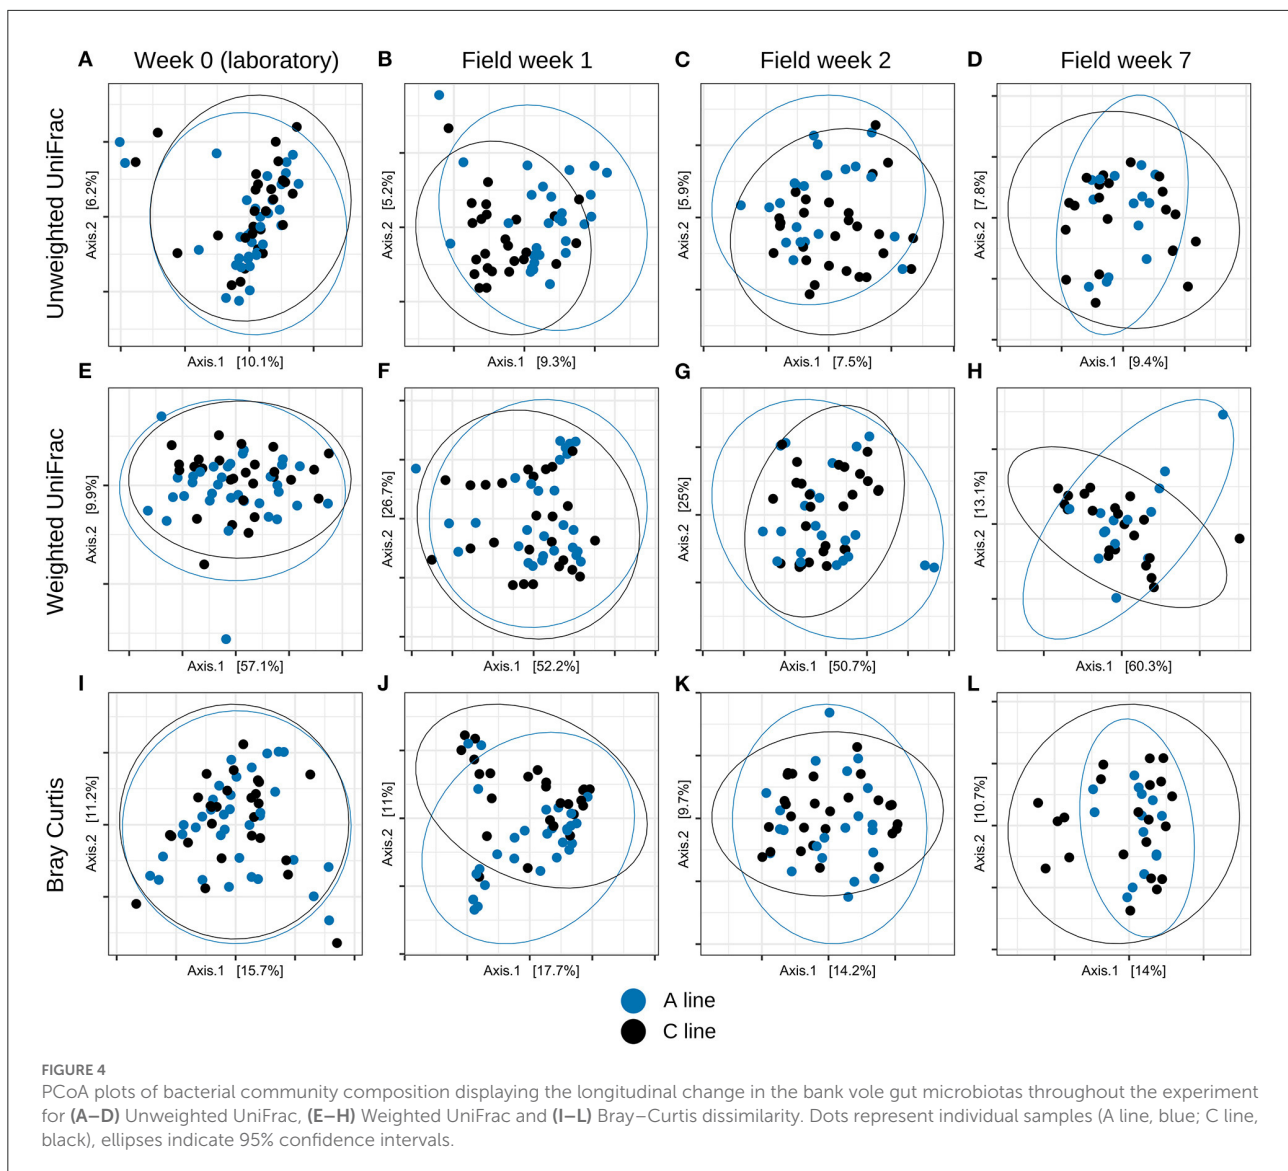 A Week 0 (laboratory)
B Field week 1
C Field week 2
D Field week 7
Unweighted UniFrac
Axis.2 [6.2%]
Axis.2 [5.2%]
Axis.2 [5.9%]
Axis.2 [7.8%]
Axis.1 [10.1%]
Axis.1 [9.3%]
Axis.1 [7.5%]
Axis.1 [9.4%]
E
F
G
H
Weighted UniFrac
Axis.2 [9.9%]
Axis.2 [26.7%]
Axis.2 [25%]
Axis.2 [13.1%]
Axis.1 [57.1%]
Axis.1 [52.2%]
Axis.1 [50.7%]
Axis.1 [60.3%]
I
J
K
L
Bray Curtis
Axis.2 [11.2%]
Axis.2 [11%]
Axis.2 [9.7%]
Axis.2 [10.7%]
Axis.1 [15.7%]
Axis.1 [17.7%]
Axis.1 [14.2%]
Axis.1 [14%]
A line
C line
FIGURE 4
PCoA plots of bacterial community composition displaying the longitudinal change in the bank vole gut microbiotas throughout the experiment
for (A–D) Unweighted UniFrac, (E–H) Weighted UniFrac and (I–L) Bray–Curtis dissimilarity. Dots represent individual samples (A line, blue; C line,
black), ellipses indicate 95% confidence intervals.